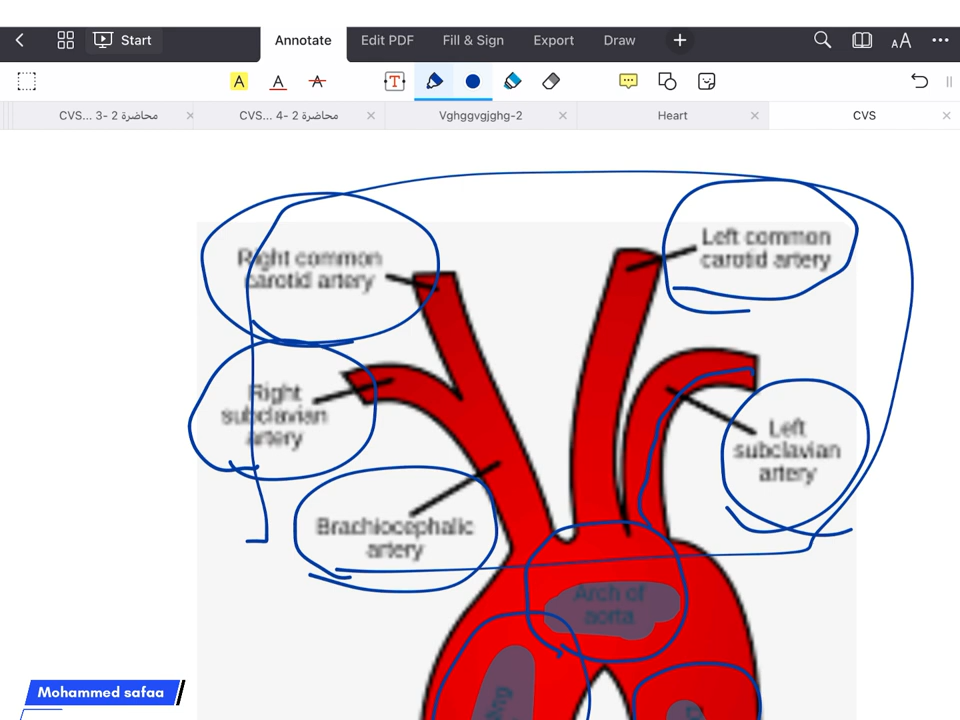 Start
Annotate
Edit PDF
Fill & Sign
Export
Draw
+
AA
A
A
A
T
CVS... محاضرة 2 -3
CVS... محاضرة 2 -4
Vghggvgjghg-2
Heart
CVS
Right common
carotid artery
Left common
carotid artery
Right
subclavian
artery
Left
subclavian
artery
Brachiocephalic
artery
Arch of
aorta
Mohammed safaa